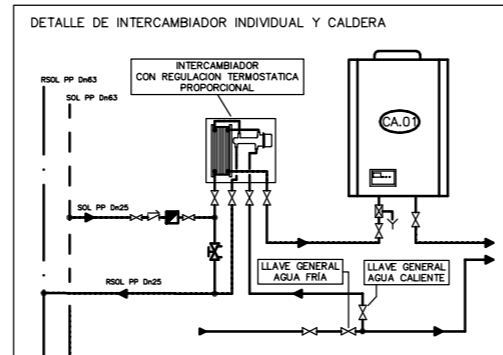 DETALLE DE INTERCAMBIADOR INDIVIDUAL Y CALDERA
RSOL PP Dn63
SOL PP Dn63
INTERCAMBIADOR
CON REGULACION TERMOSTATICA
PROPORCIONAL
CA.01
SOL PP Dn25
RSOL PP Dn25
LLAVE GENERAL
AGUA FRÍA
LLAVE GENERAL
AGUA CALIENTE